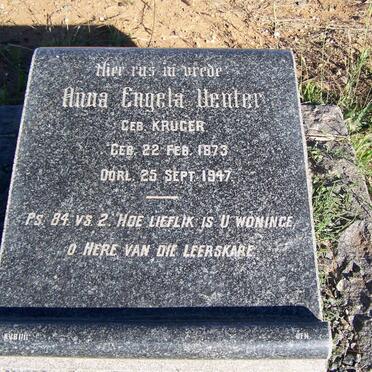 Hier rus in vrede
Anna Engela Venter
GEB. KRUGER
GEB. 22 FEB. 1873
OORL. 25 SEPT. 1947.
PS. 84. VS. 2. HOE LIEFLIK IS U WONINGE,
O HERE VAN DIE LEERSKARE.